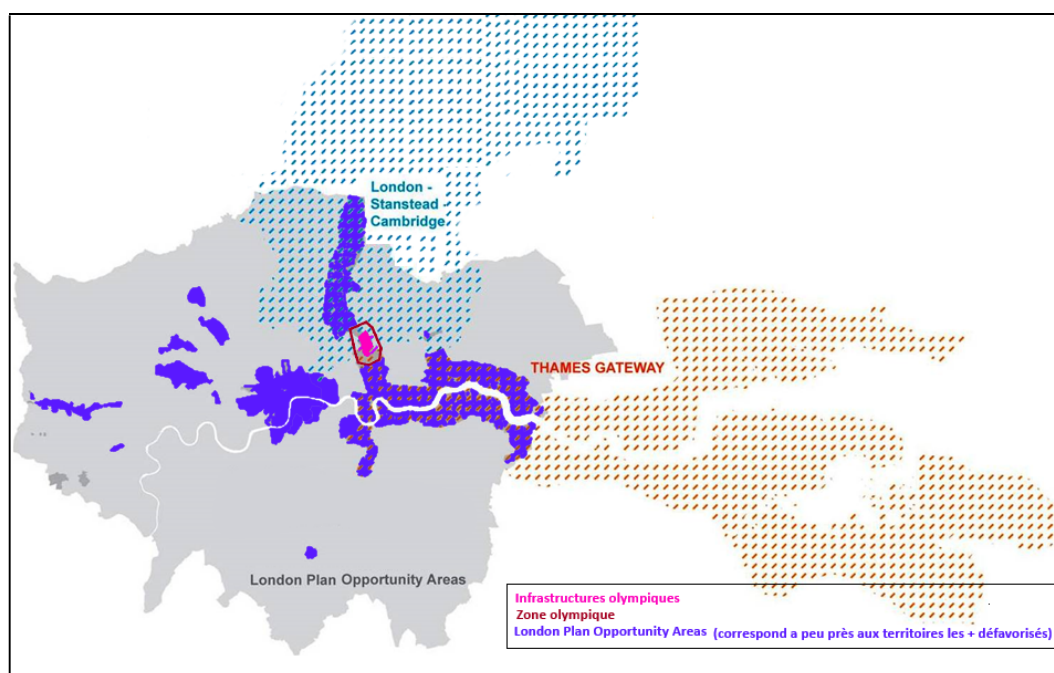 London -
Stanstead
Cambridge
THAMES GATEWAY
London Plan Opportunity Areas
Infrastructures olympiques
Zone olympique
London Plan Opportunity Areas (correspond a peu près aux territoires les + défavorisés)